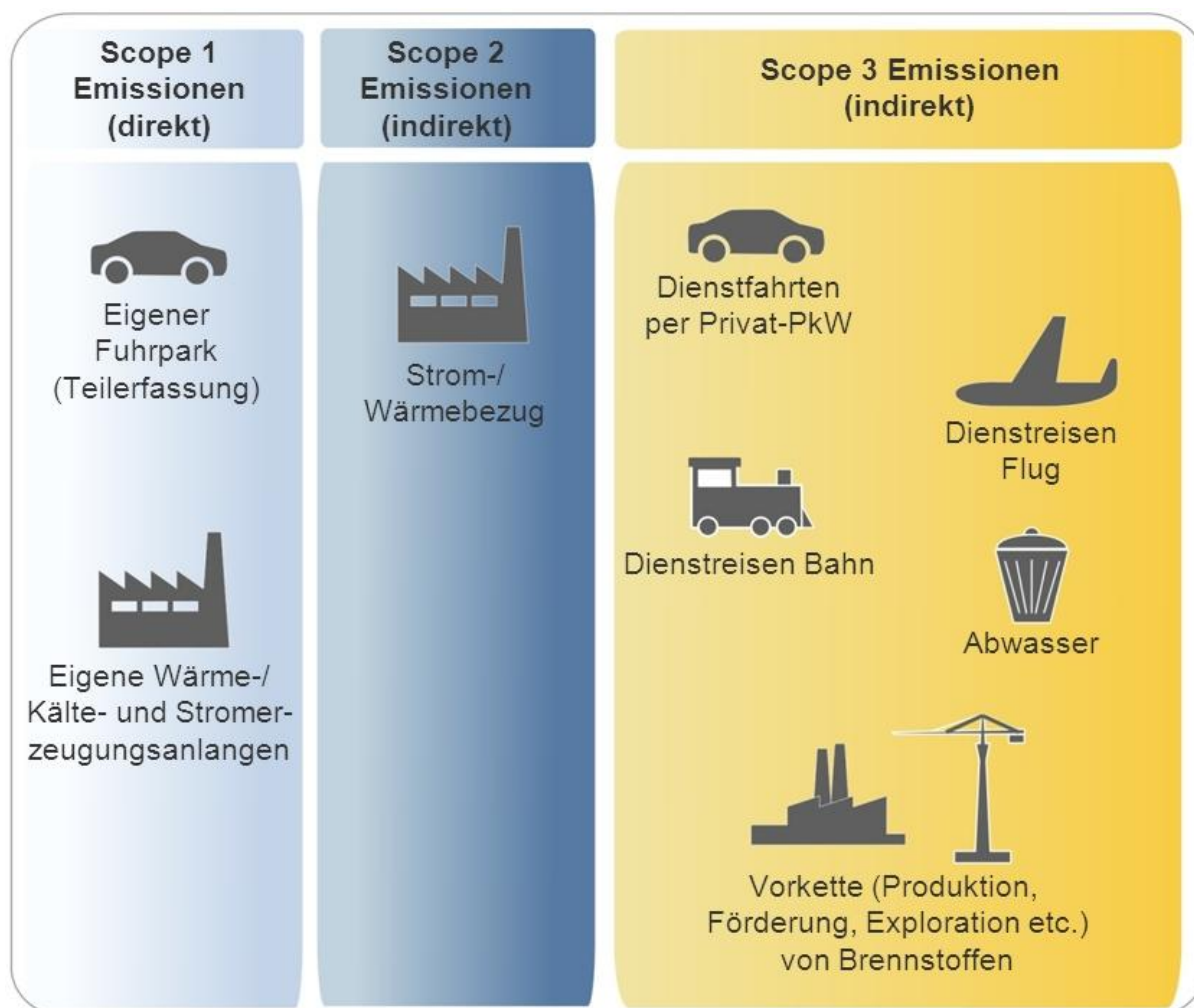 Scope 1
Emissionen
(direkt)
Scope 2
Emissionen
(indirekt)
Scope 3 Emissionen
(indirekt)
Eigener
Fuhrpark
(Teilerfassung)
Eigene Wärme-/
Kälte- und Stromer-
zeugungsanlangen
Strom-/
Wärmebezug
Dienstfahrten
per Privat-PkW
Dienstreisen
Flug
Dienstreisen Bahn
Abwasser
Vorkette (Produktion,
Förderung, Exploration etc.)
von Brennstoffen